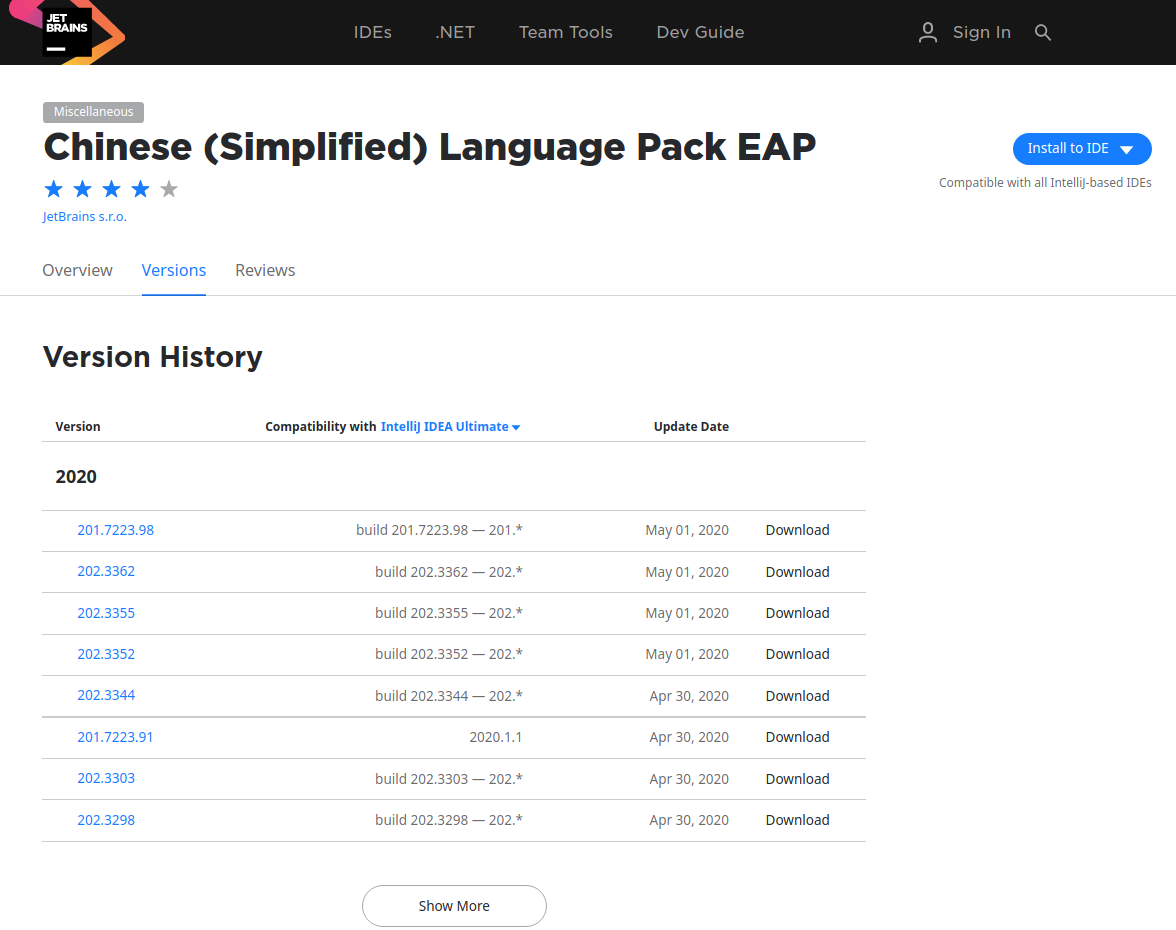 JET
BRAINS
IDEs .NET Team Tools Dev Guide Sign In
Miscellaneous
Chinese (Simplified) Language Pack EAP
Install to IDE
Compatible with all IntelliJ-based IDEs
JetBrains s.r.o.
Overview Versions Reviews
Version History
Version Compatibility with IntelliJ IDEA Ultimate Update Date
2020
201.7223.98 build 201.7223.98 — 201.* May 01, 2020 Download
202.3362 build 202.3362 — 202.* May 01, 2020 Download
202.3355 build 202.3355 — 202.* May 01, 2020 Download
202.3352 build 202.3352 — 202.* May 01, 2020 Download
202.3344 build 202.3344 — 202.* Apr 30, 2020 Download
201.7223.91 2020.1.1 Apr 30, 2020 Download
202.3303 build 202.3303 — 202.* Apr 30, 2020 Download
202.3298 build 202.3298 — 202.* Apr 30, 2020 Download
Show More